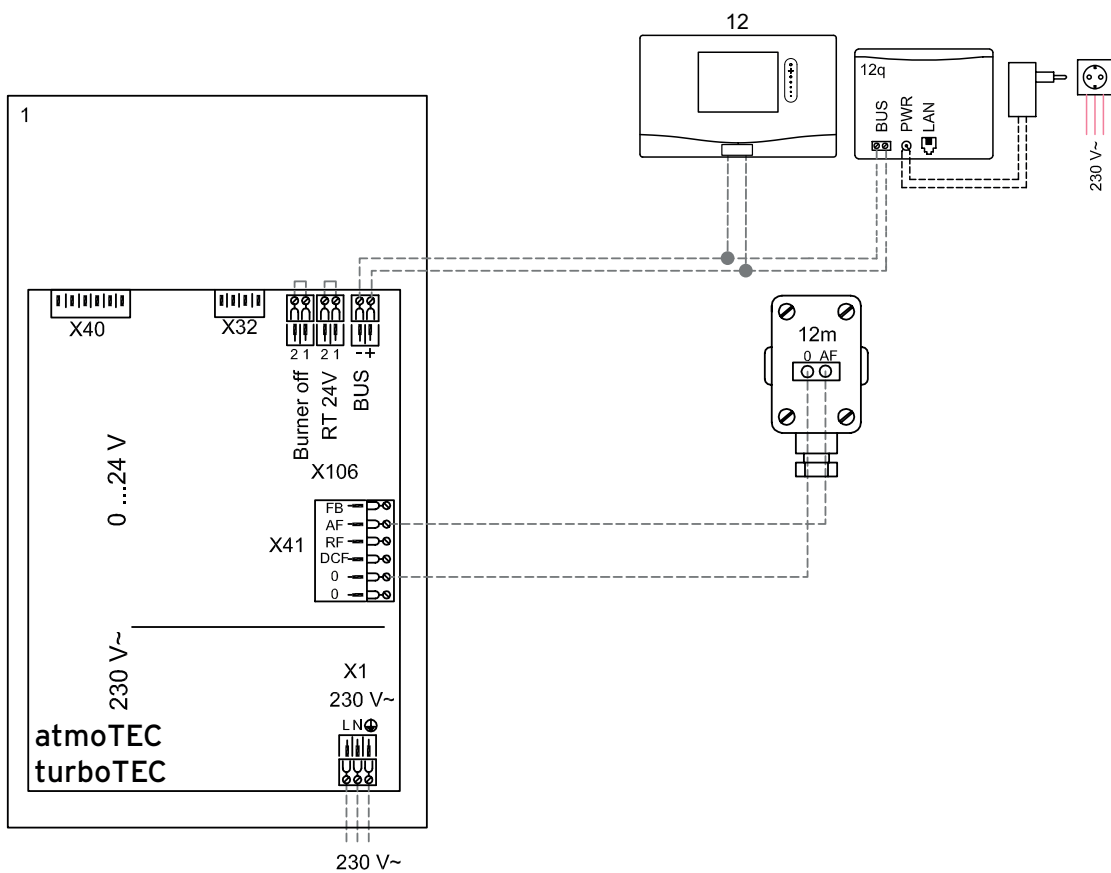 12
12q
BUS
PWR
LAN
230 V~
1
X40
X32
2 1
2 1
- +
Burner off
RT 24V
BUS
X106
12m
0 AF
0 ...24 V
X41
FB
AF
RF
DCF
0
0
230 V~
X1
230 V~
L N
atmoTEC
turboTEC
230 V~